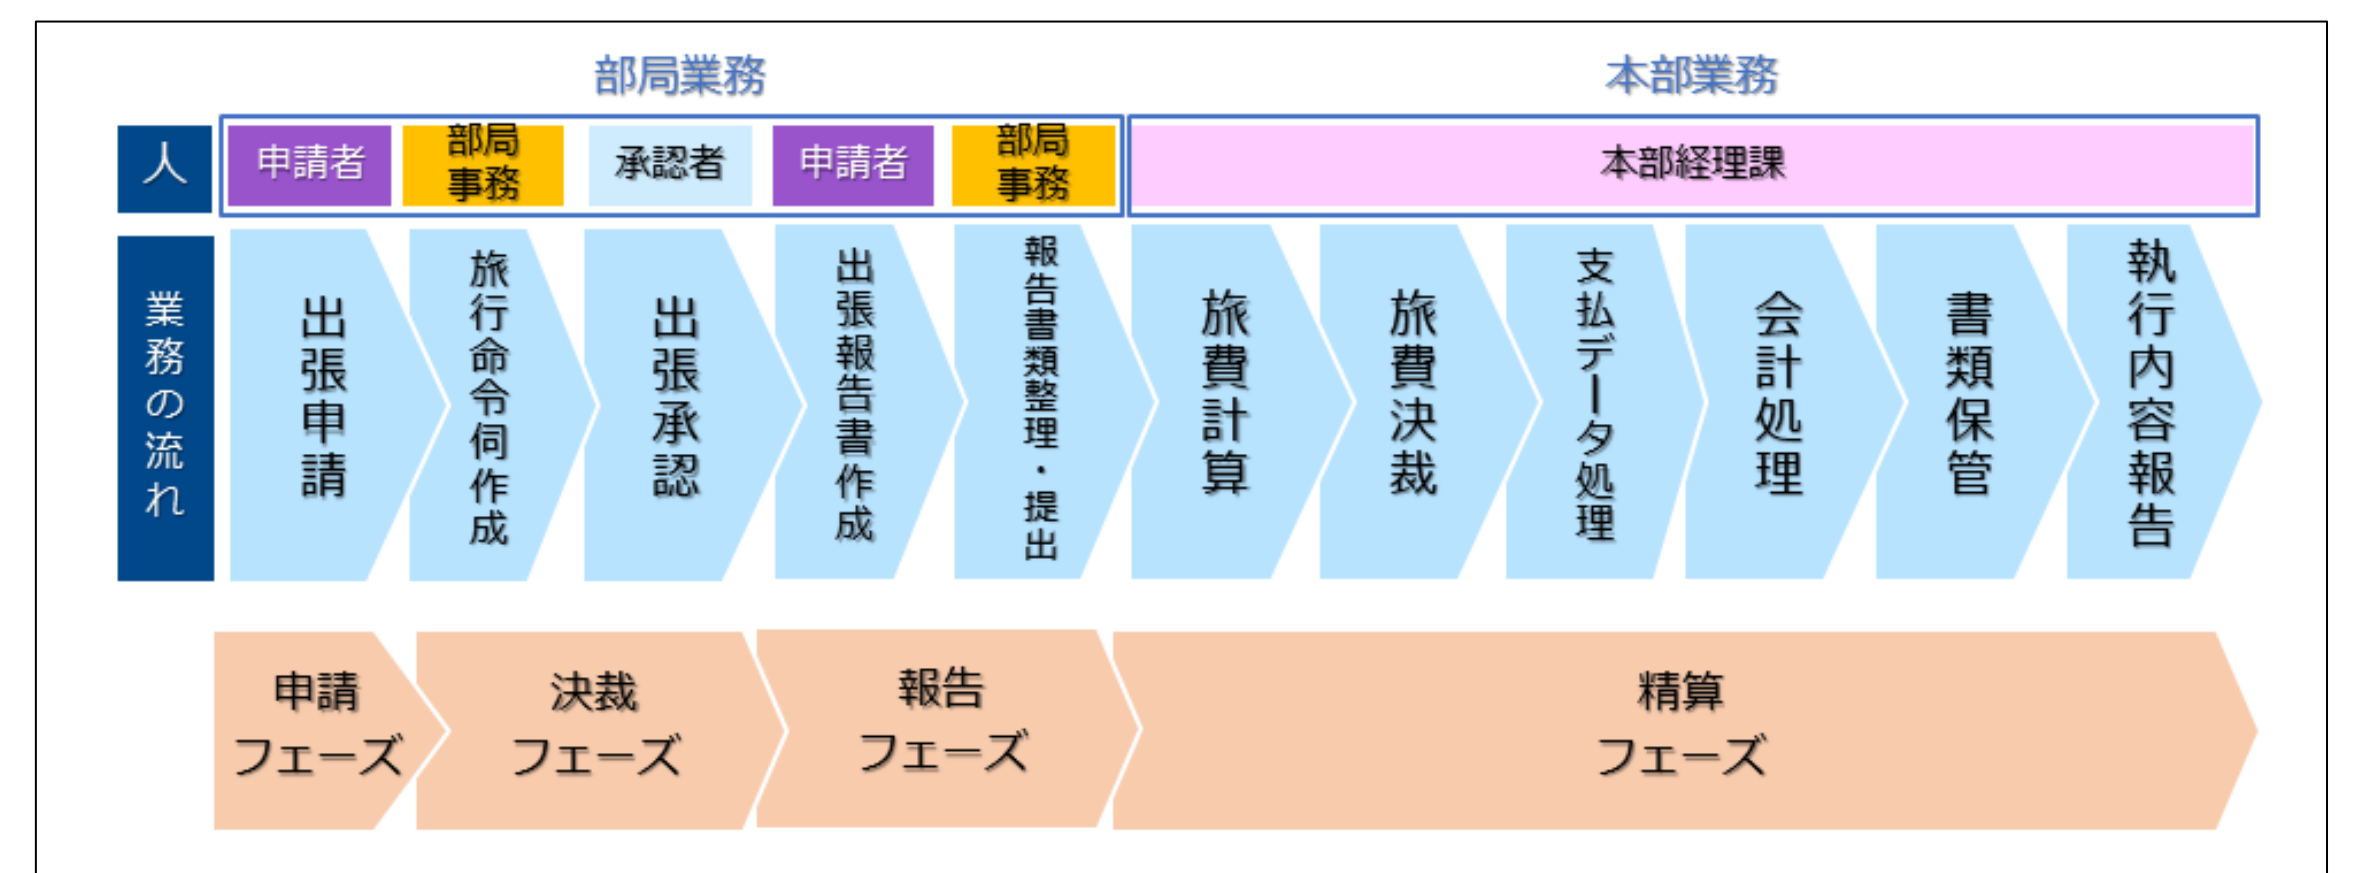 部局業務
本部業務
人
申請者
部局
事務
承認者
申請者
部局
事務
本部経理課
業務の流れ
出張申請
旅行命令伺作成
出張承認
出張報告書作成
報告書類整理・提出
旅費計算
旅費決裁
支払データ処理
会計処理
書類保管
執行内容報告
申請
フェーズ
決裁
フェーズ
報告
フェーズ
精算
フェーズ